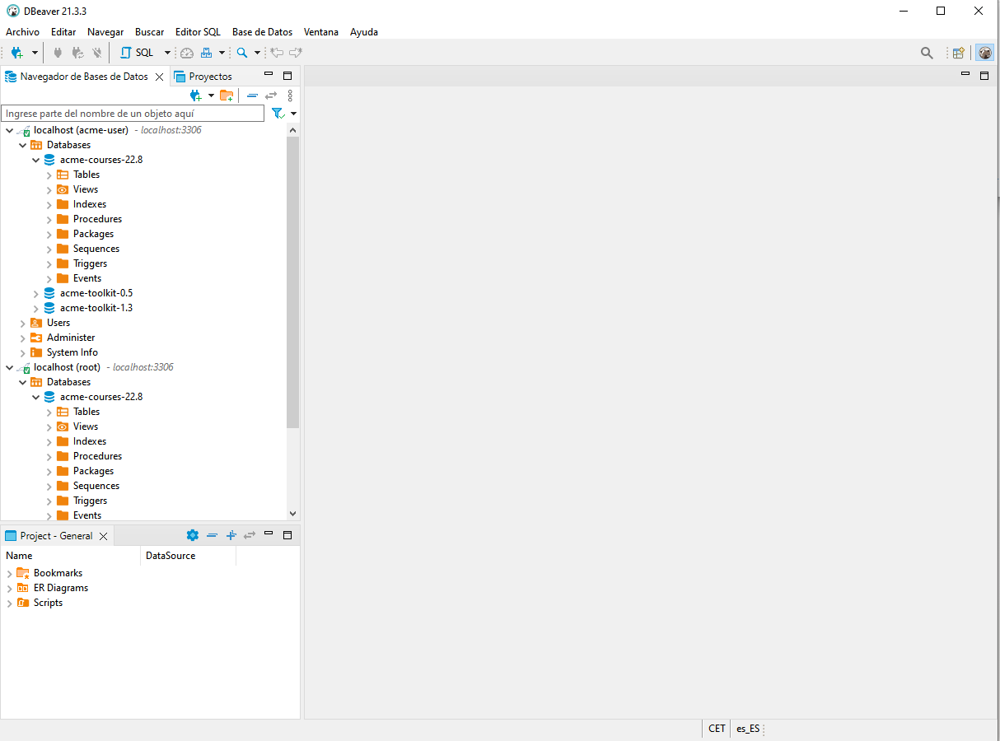 DBeaver 21.3.3
Archivo Editar Navegar Buscar Editor SQL Base de Datos Ventana Ayuda
SQL
Navegador de Bases de Datos Proyectos
Ingrese parte del nombre de un objeto aquí
localhost (acme-user) - localhost:3306
Databases
acme-courses-22.8
Tables
Views
Indexes
Procedures
Packages
Sequences
Triggers
Events
acme-toolkit-0.5
acme-toolkit-1.3
Users
Administer
System Info
localhost (root) - localhost:3306
Databases
acme-courses-22.8
Tables
Views
Indexes
Procedures
Packages
Sequences
Triggers
Events
Project - General
Name DataSource
Bookmarks
ER Diagrams
Scripts
CET es_ES